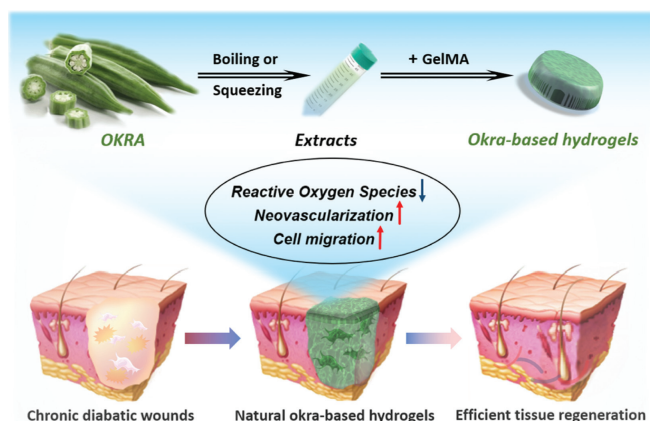 Boiling or
Squeezing
+ GelMA
OKRA
Extracts
Okra-based hydrogels
Reactive Oxygen Species
Neovascularization
Cell migration
Chronic diabatic wounds
Natural okra-based hydrogels
Efficient tissue regeneration